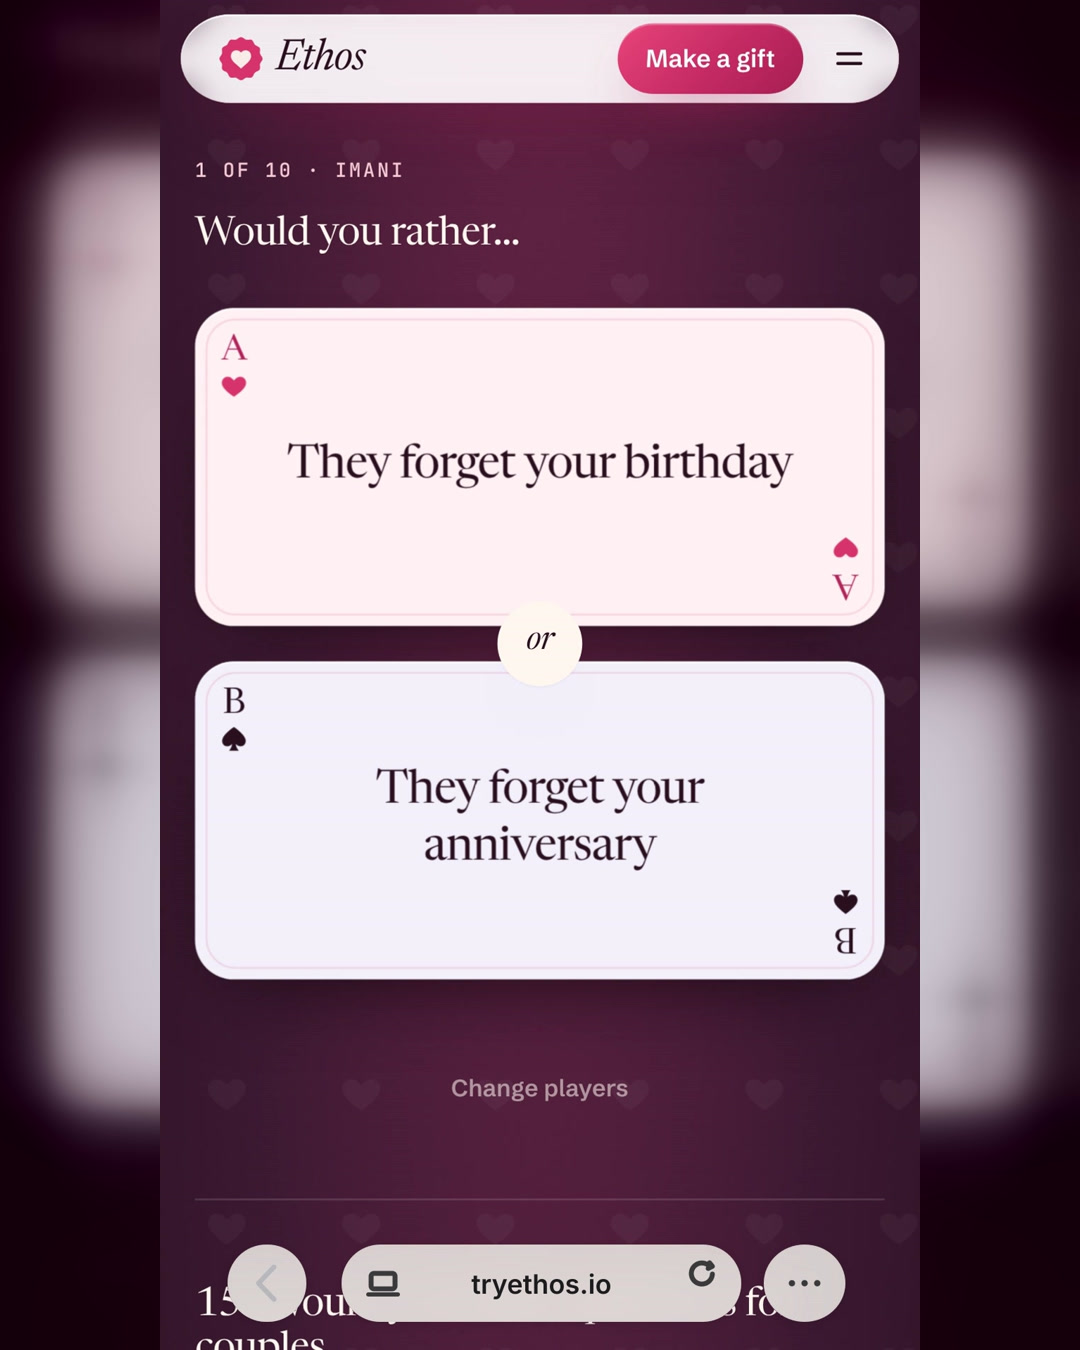 Ethos
Make a gift
1 OF 10 · IMANI
Would you rather...
A
They forget your birthday
A
or
B
They forget your
anniversary
B
Change players
tryethos.io
couples